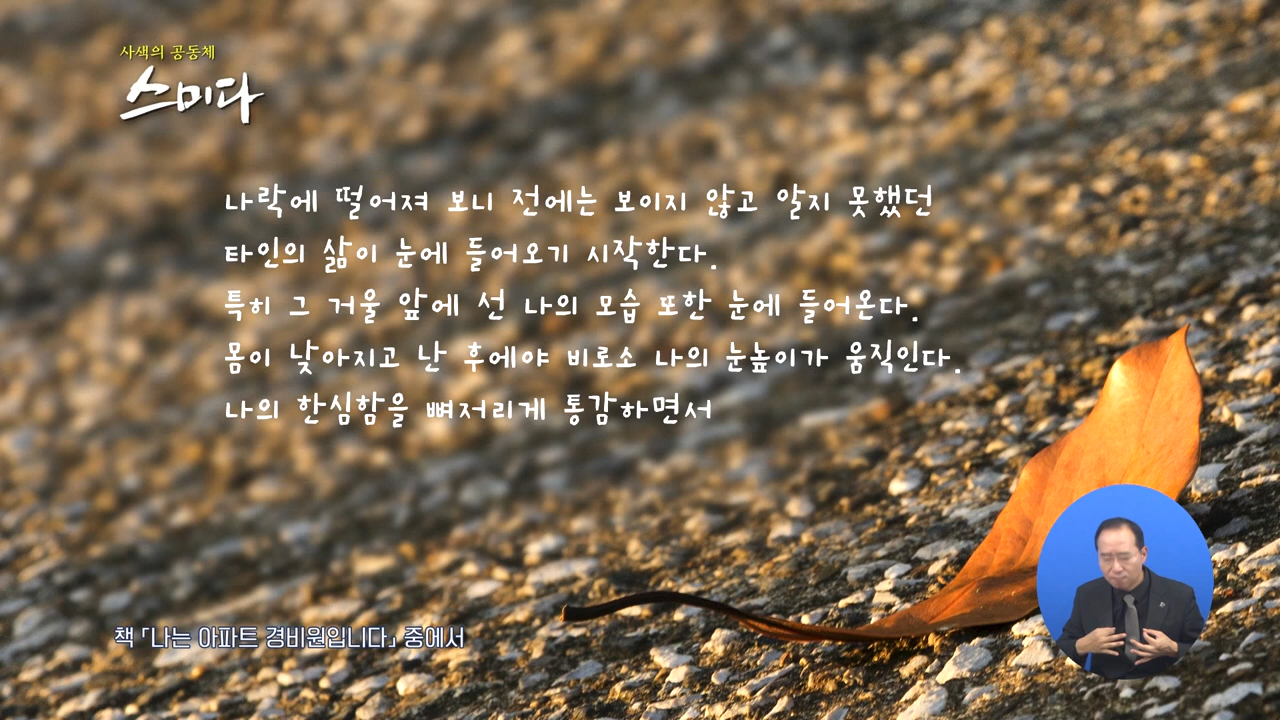 사색의 공동체
스미다
나락에 떨어져 보니 전에는 보이지 않고 알지 못했던
타인의 삶이 눈에 들어오기 시작한다.
특히 그 거울 앞에 선 나의 모습 또한 눈에 들어온다.
몸이 낮아지고 난 후에야 비로소 나의 눈높이가 움직인다.
나의 한심함을 뼈저리게 통감하면서
책 「나는 아파트 경비원입니다」 중에서